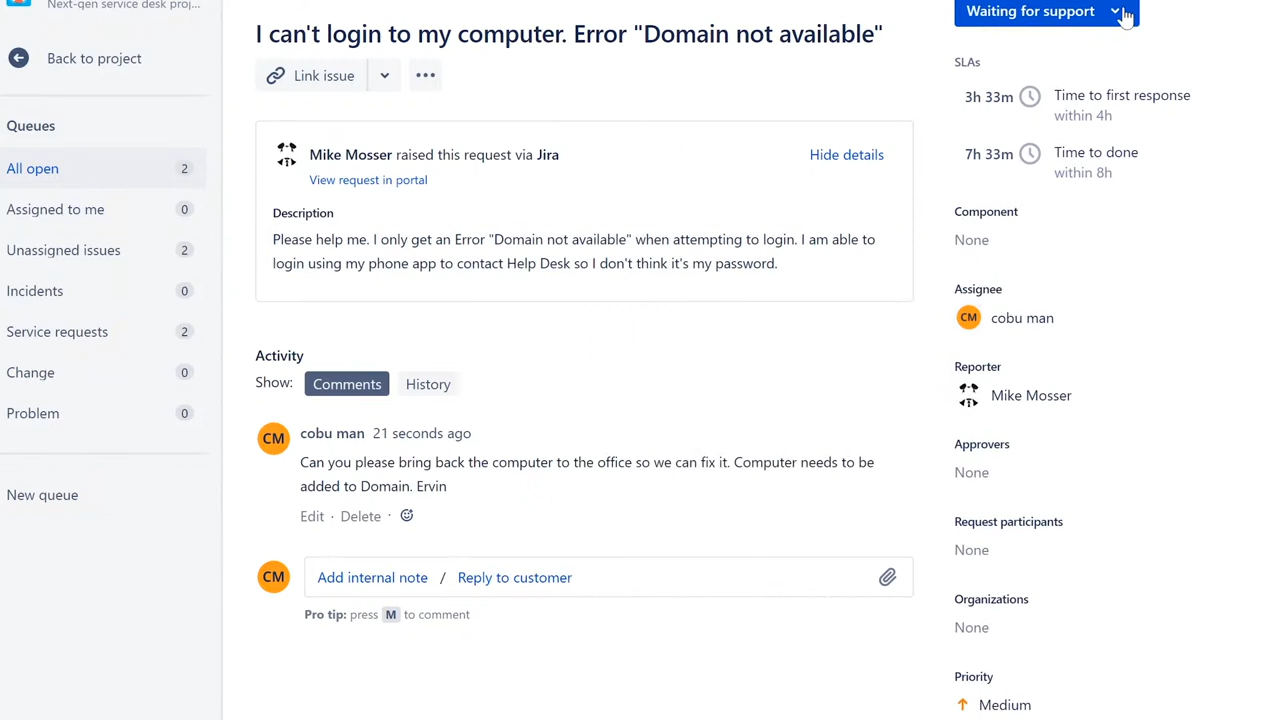 Next-gen service desk proj...
Back to project
Queues
All open 2
Assigned to me 0
Unassigned issues 2
Incidents 0
Service requests 2
Change 0
Problem 0
New queue
I can't login to my computer. Error "Domain not available"
Link issue
Mike Mosser raised this request via Jira
Hide details
View request in portal
Description
Please help me. I only get an Error "Domain not available" when attempting to login. I am able to
login using my phone app to contact Help Desk so I don't think it's my password.
Activity
Show: Comments History
CM cobu man 21 seconds ago
Can you please bring back the computer to the office so we can fix it. Computer needs to be
added to Domain. Ervin
Edit · Delete ·
CM Add internal note / Reply to customer
Pro tip: press M to comment
Waiting for support
SLAs
3h 33m Time to first response
within 4h
7h 33m Time to done
within 8h
Component
None
Assignee
CM cobu man
Reporter
Mike Mosser
Approvers
None
Request participants
None
Organizations
None
Priority
Medium